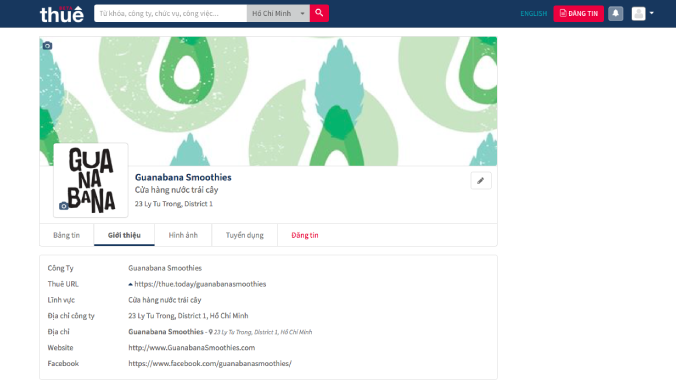 thuê
Từ khóa, công ty, chức vụ, công việc...
Hồ Chí Minh
ENGLISH
ĐĂNG TIN
GUA
NA
BANA
Guanabana Smoothies
Cửa hàng nước trái cây
23 Ly Tu Trong, District 1
Bảng tin Giới thiệu Hình ảnh Tuyển dụng Đăng tin
Công Ty Guanabana Smoothies
Thuê URL https://thue.today/guanabanasmoothies
Lĩnh vực Cửa hàng nước trái cây
Địa chỉ công ty 23 Ly Tu Trong, District 1, Hồ Chí Minh
Địa chỉ Guanabana Smoothies - 23 Ly Tu Trong, District 1, Hồ Chí Minh
Website http://www.GuanabanaSmoothies.com
Facebook https://www.facebook.com/guanabanasmoothies/